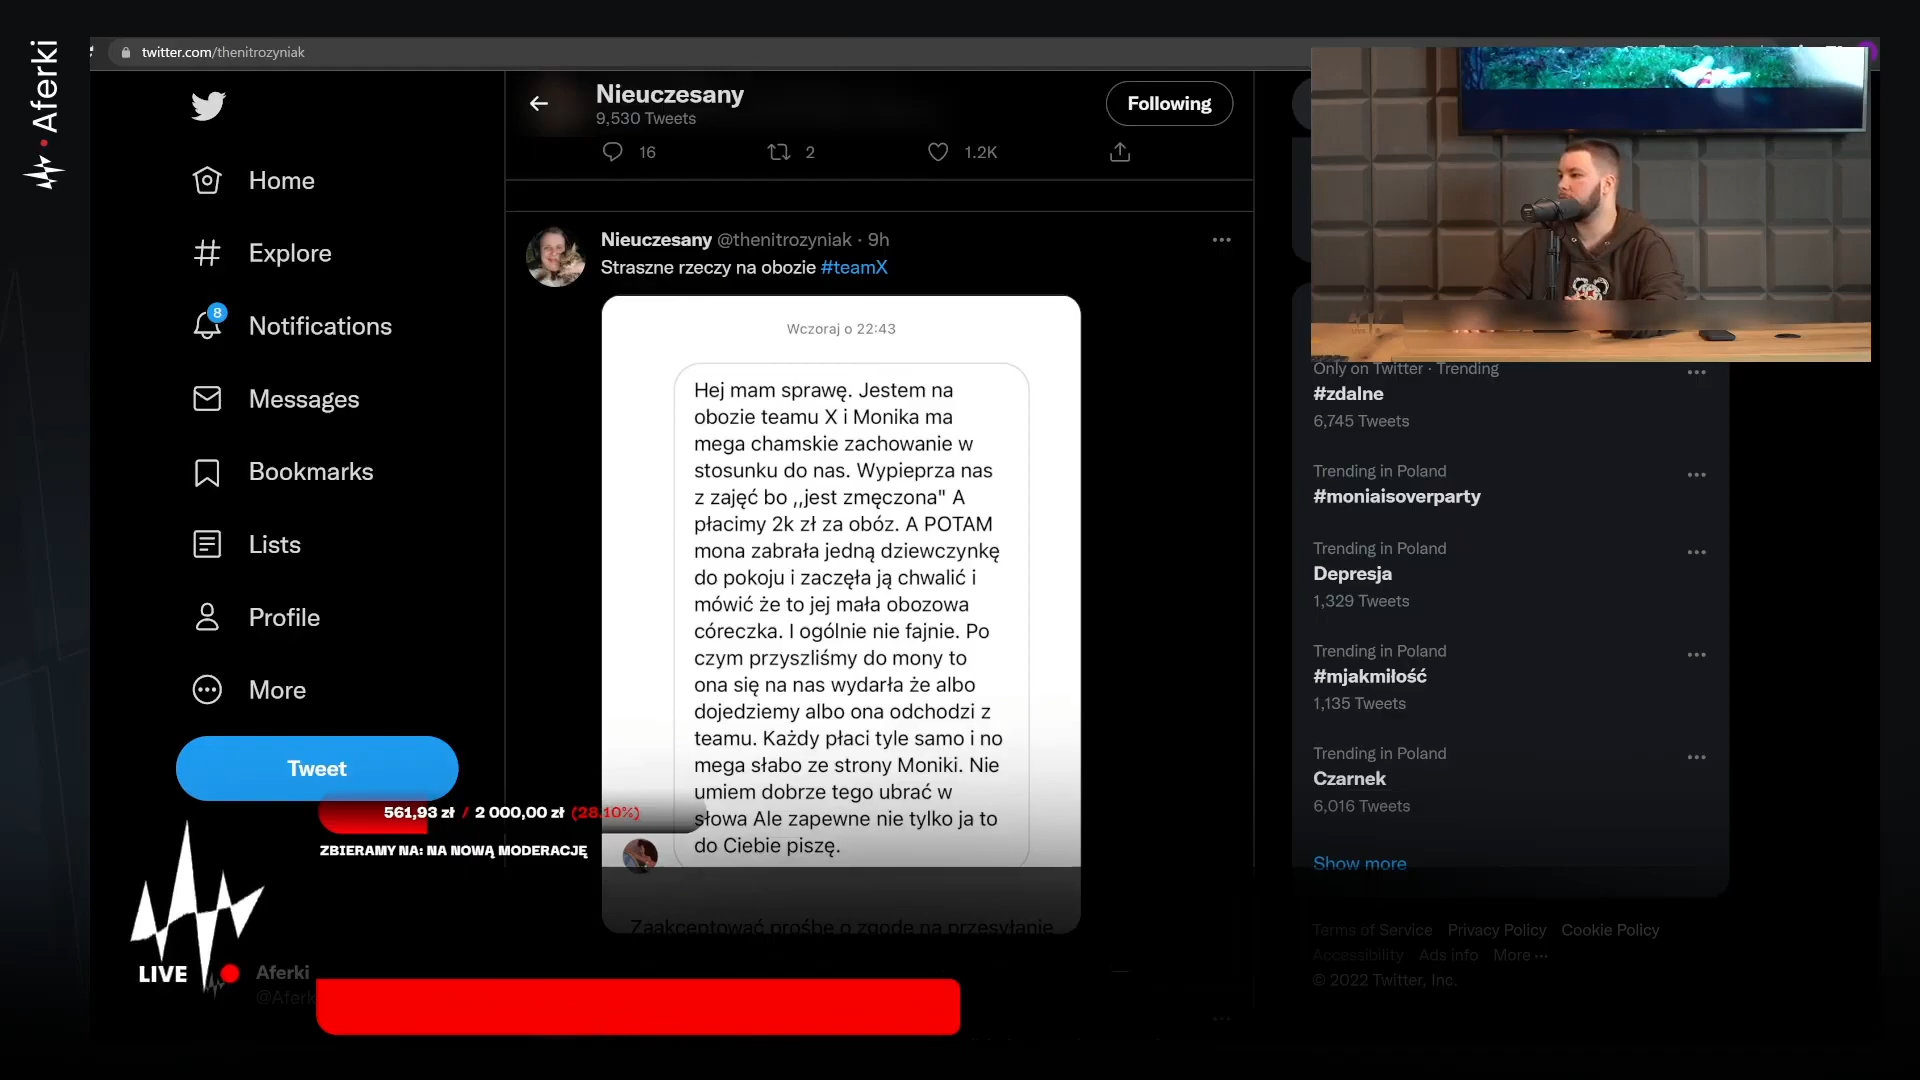 Aferki
twitter.com/thenitrozyniak
Home
Explore
8
Notifications
Messages
Bookmarks
Lists
Profile
More
Tweet
Nieuczesany
9,530 Tweets
Following
16
2
1.2K
Nieuczesany @thenitrozyniak · 9h
Straszne rzeczy na obozie #teamX
Wczoraj o 22:43
Hej mam sprawę. Jestem na
obozie teamu X i Monika ma
mega chamskie zachowanie w
stosunku do nas. Wypieprza nas
z zajęć bo ,,jest zmęczona" A
płacimy 2k zł za obóz. A POTAM
mona zabrała jedną dziewczynkę
do pokoju i zaczęła ją chwalić i
mówić że to jej mała obozowa
córeczka. I ogólnie nie fajnie. Po
czym przyszliśmy do mony to
ona się na nas wydarła że albo
dojedziemy albo ona odchodzi z
teamu. Każdy płaci tyle samo i no
mega słabo ze strony Moniki. Nie
umiem dobrze tego ubrać w
słowa Ale zapewne nie tylko ja to
do Ciebie piszę.
Zaakceptować prośbę o zgodę na przesyłanie
Only on Twitter · Trending
#zdalne
6,745 Tweets
Trending in Poland
#moniaisoverparty
Trending in Poland
Depresja
1,329 Tweets
Trending in Poland
#mjakmiłość
1,135 Tweets
Trending in Poland
Czarnek
6,016 Tweets
Show more
Terms of Service Privacy Policy Cookie Policy
Accessibility Ads info More ···
© 2022 Twitter, Inc.
561,93 zł / 2 000,00 zł (28.10%)
ZBIERAMY NA: NA NOWĄ MODERACJĘ
LIVE
Aferki